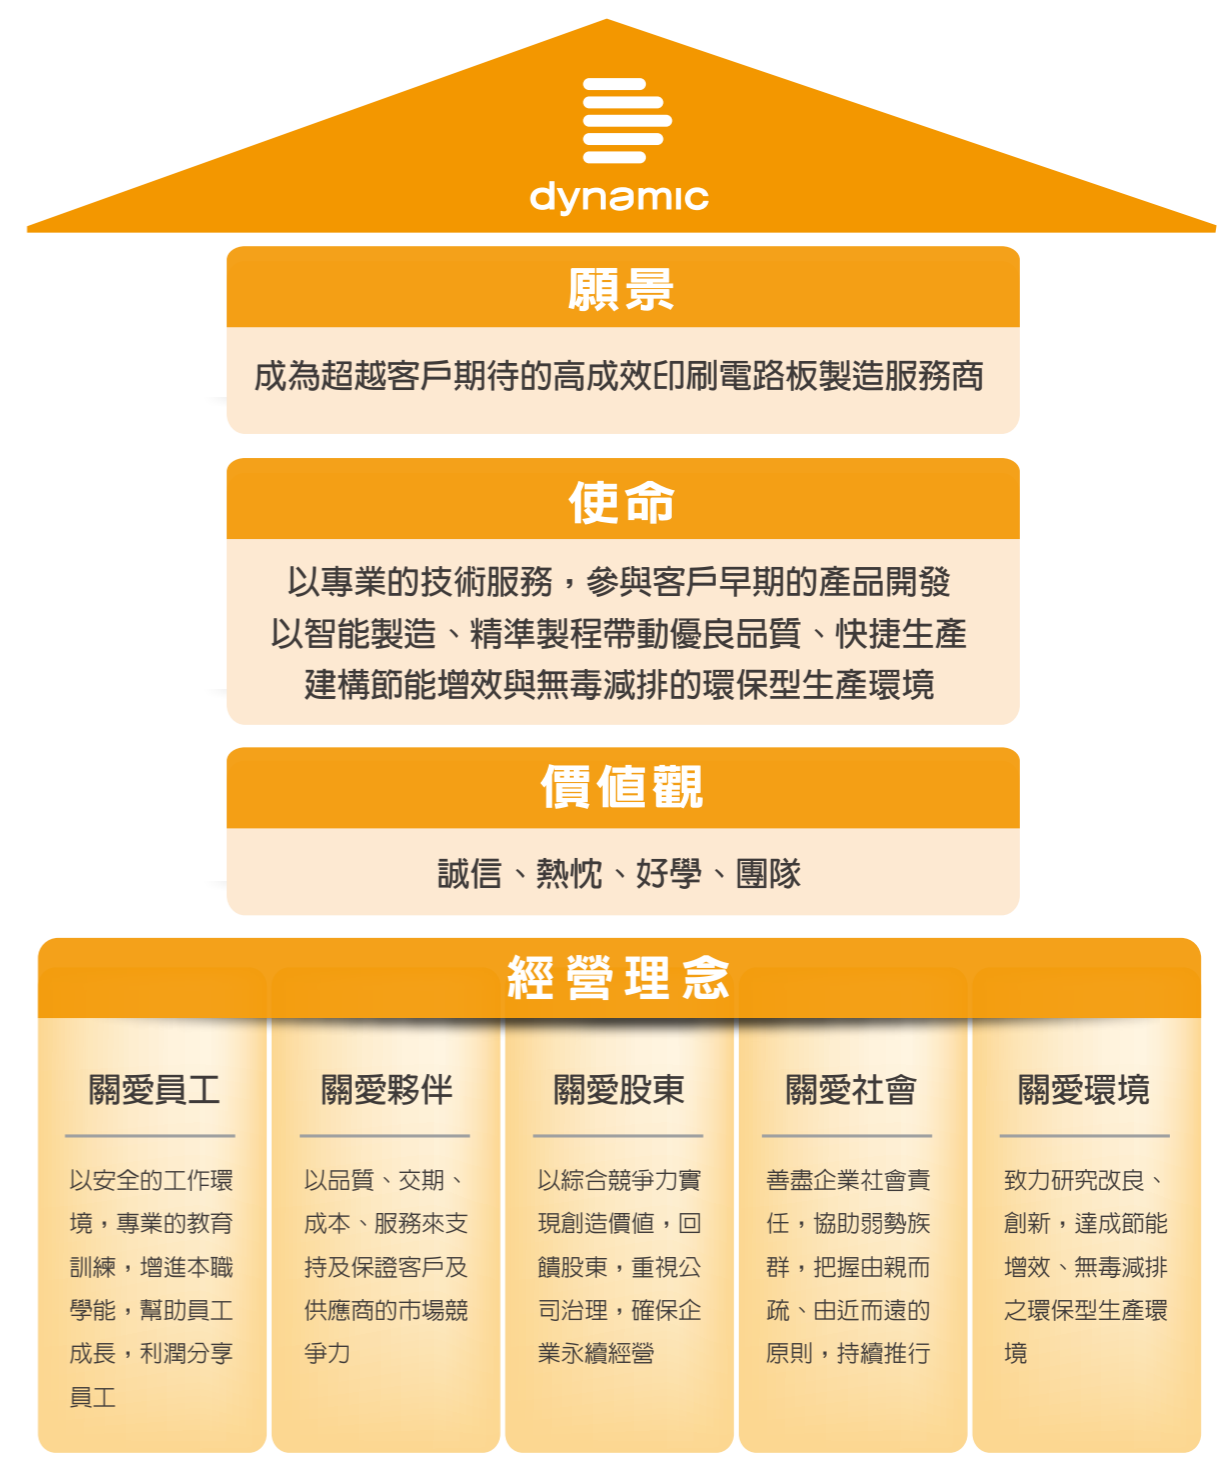 dynamic
願景
成為超越客戶期待的高成效印刷電路板製造服務商
使命
以專業的技術服務，參與客戶早期的產品開發
以智能製造、精準製程帶動優良品質、快捷生產
建構節能增效與無毒減排的環保型生產環境
價值觀
誠信、熱忱、好學、團隊
經營理念
關愛員工
以安全的工作環
境，專業的教育
訓練，增進本職
學能，幫助員工
成長，利潤分享
員工
關愛夥伴
以品質、交期、
成本、服務來支
持及保證客戶及
供應商的市場競
爭力
關愛股東
以綜合競爭力實
現創造價值，回
饋股東，重視公
司治理，確保企
業永續經營
關愛社會
善盡企業社會責
任，協助弱勢族
群，把握由親而
疏、由近而遠的
原則，持續推行
關愛環境
致力研究改良、
創新，達成節能
增效、無毒減排
之環保型生產環
境